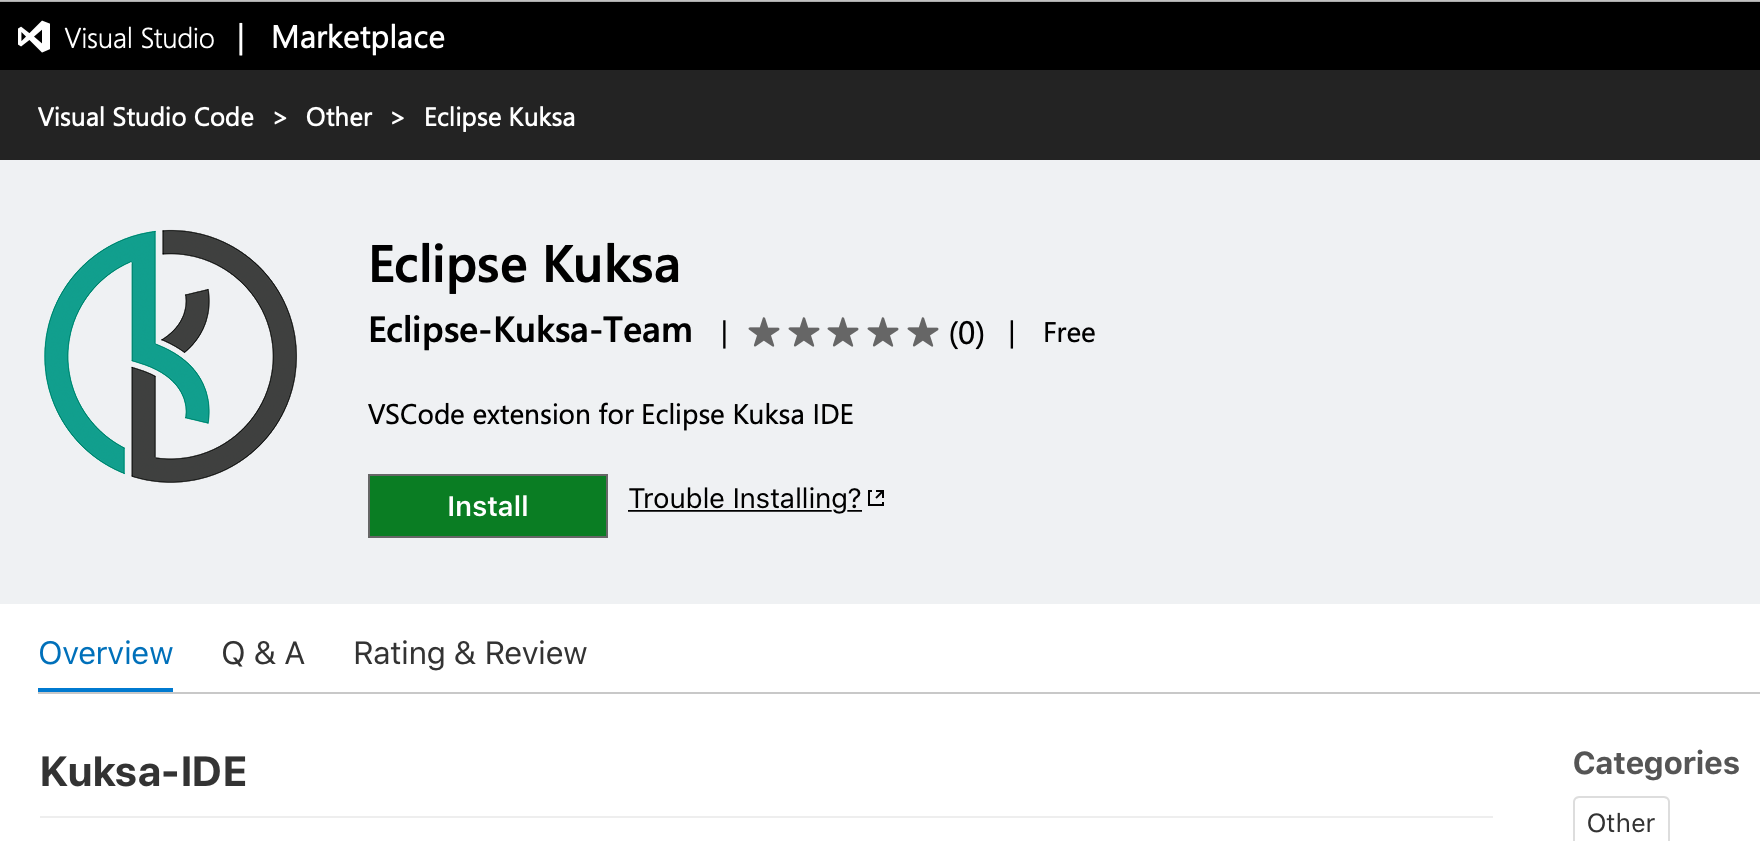 Visual Studio | Marketplace
Visual Studio Code > Other > Eclipse Kuksa
Eclipse Kuksa
Eclipse-Kuksa-Team | ★★★★★ (0) | Free
VSCode extension for Eclipse Kuksa IDE
Install Trouble Installing?
Overview Q & A Rating & Review
Kuksa-IDE
Categories
Other